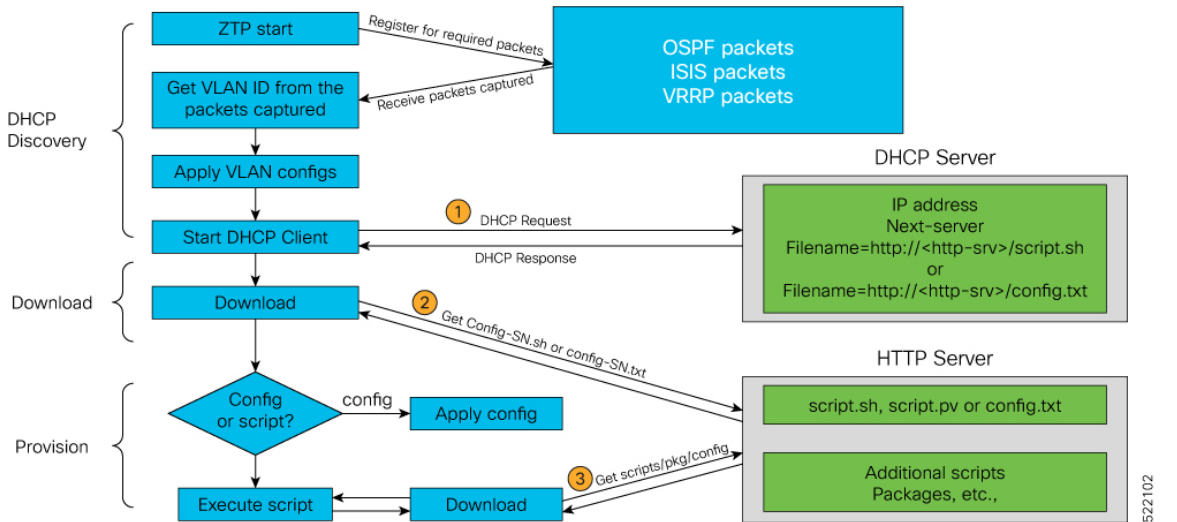 ZTP start
Register for required packets
OSPF packets
ISIS packets
VRRP packets
Get VLAN ID from the
packets captured
Receive packets captured
DHCP
Discovery
Apply VLAN configs
DHCP Server
1
DHCP Request
IP address
Next-server
Filename=http://<http-srv>/script.sh
or
Filename=http://<http-srv>/config.txt
Start DHCP Client
DHCP Response
Download
Download
2
Get Config-SN.sh or config-SN.txt
HTTP Server
Config
or script?
config
Apply config
script.sh, script.pv or config.txt
Provision
3
Get scripts/pkg/config
Additional scripts
Packages, etc.,
Execute script
Download
522102